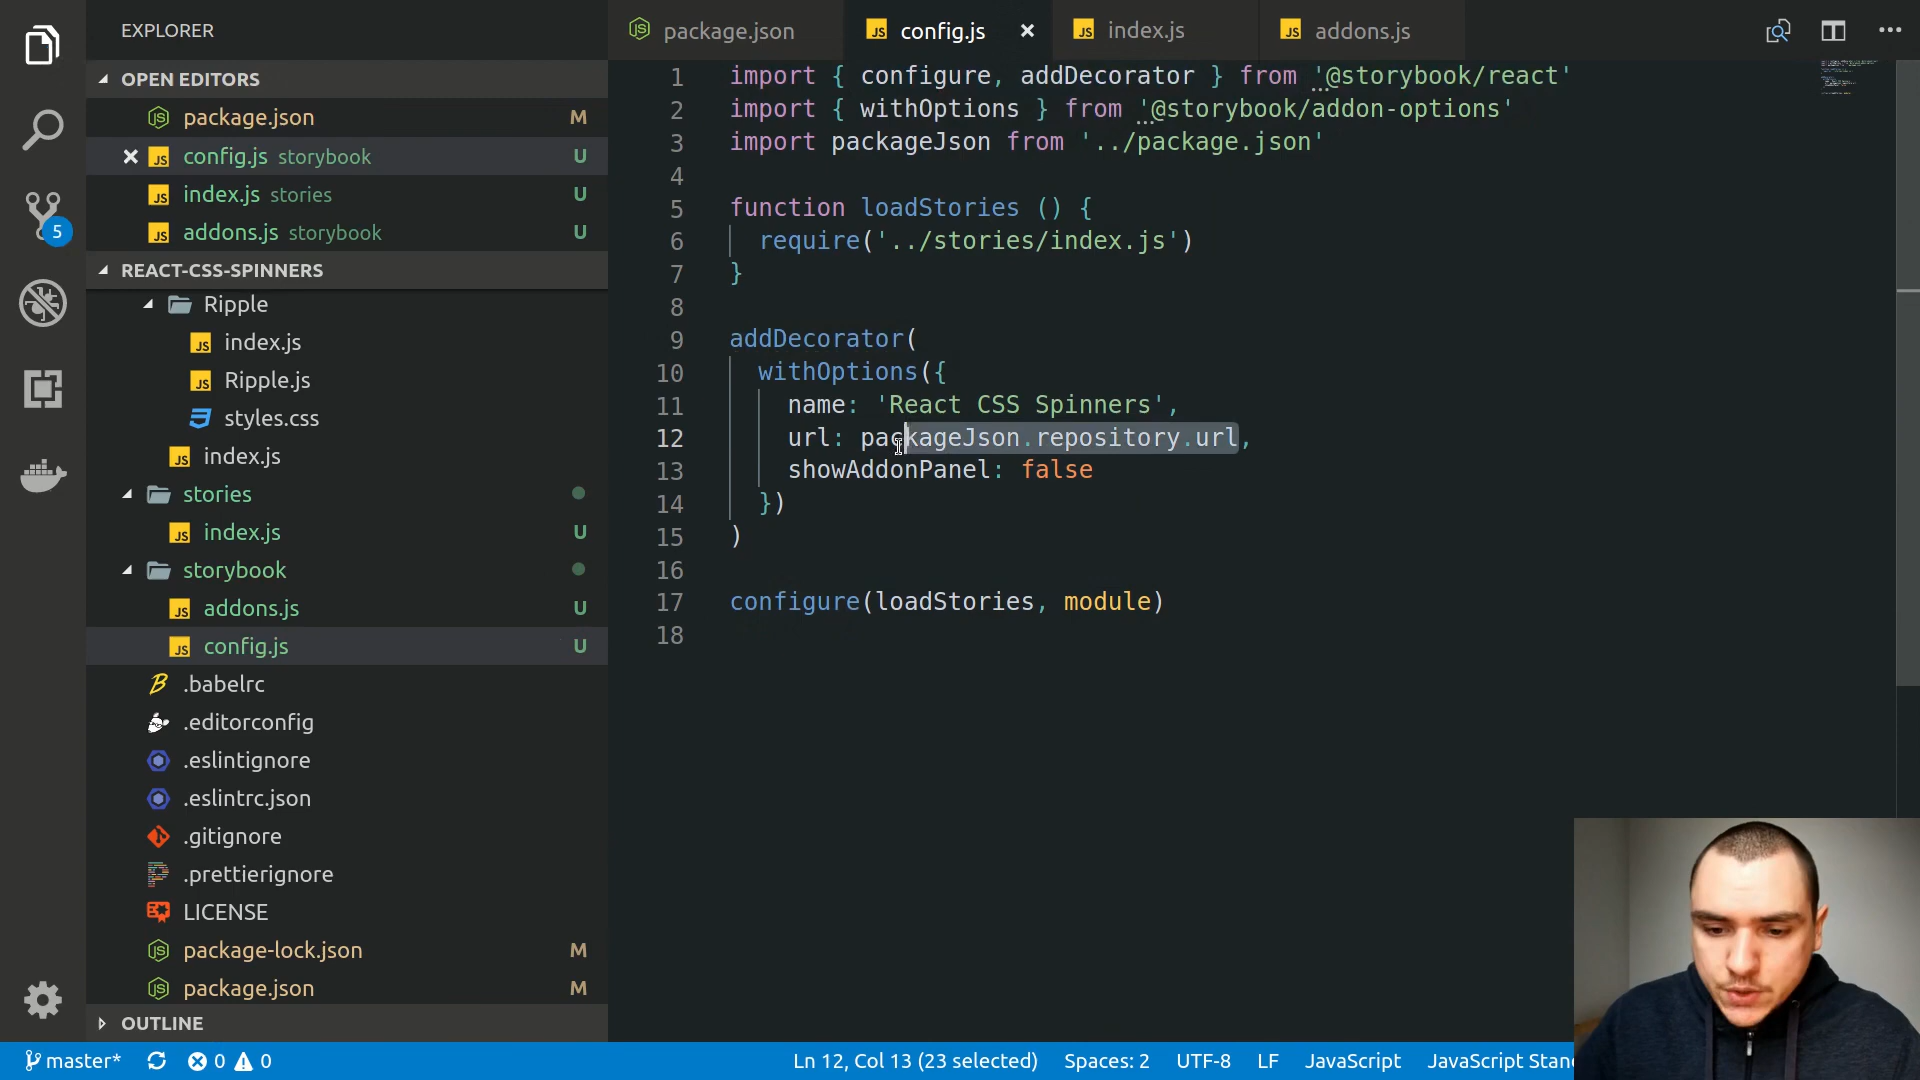 EXPLORER
OPEN EDITORS
package.json M
config.js storybook U
index.js stories U
addons.js storybook U
5
REACT-CSS-SPINNERS
Ripple
index.js
Ripple.js
styles.css
index.js
stories
index.js U
storybook
addons.js U
config.js U
.babelrc
.editorconfig
.eslintignore
.eslintrc.json
.gitignore
.prettierignore
LICENSE
package-lock.json M
package.json M
OUTLINE
package.json config.js index.js addons.js
1 import { configure, addDecorator } from '@storybook/react'
2 import { withOptions } from '@storybook/addon-options'
3 import packageJson from '../package.json'
4
5 function loadStories () {
6 require('../stories/index.js')
7 }
8
9 addDecorator(
10 withOptions({
11 name: 'React CSS Spinners',
12 url: packageJson.repository.url,
13 showAddonPanel: false
14 })
15 )
16
17 configure(loadStories, module)
18
master* 0 0 Ln 12, Col 13 (23 selected) Spaces: 2 UTF-8 LF JavaScript JavaScript